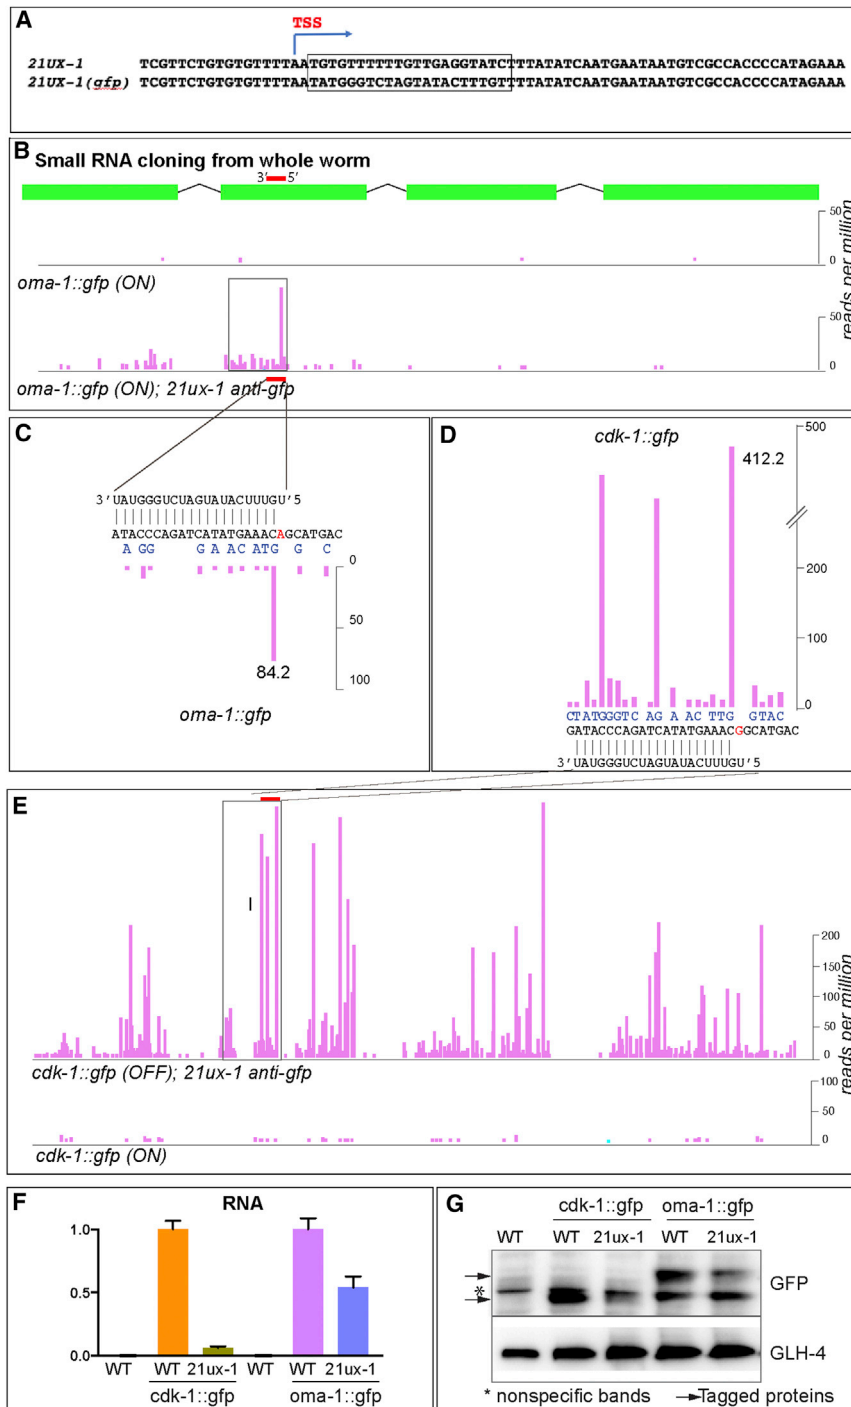 A
TSS
21UX-1 TCGTTCTGTGTGTTTTAATGTGTTTTTTGTTGAGGTATCTTTATATCAATGAATAATGTCGCCACCCCATAGAAA
21UX-1(gfp) TCGTTCTGTGTGTTTTAATATGGGTCTAGTATACTTTGTTTATATCAATGAATAATGTCGCCACCCCATAGAAA
B
Small RNA cloning from whole worm
3' 5'
50
0
oma-1::gfp (ON)
reads per million
50
0
oma-1::gfp (ON); 21ux-1 anti-gfp
C
3'UAUGGGUCUAGUAUACUUUGU'5
ATACCCAGATCATATGAAACAGCATGAC
A GG G A A C A T G G C
0
50
84.2
100
oma-1::gfp
D
cdk-1::gfp
500
412.2
200
100
0
CTATGGGTC AG A ACTTG GTAC
GATACCCAGATCATATGAAACGGCATGAC
3'UAUGGGUCUAGUAUACUUUGU'5
E
200
150
100
50
0
reads per million
cdk-1::gfp (OFF); 21ux-1 anti-gfp
100
50
0
cdk-1::gfp (ON)
F
RNA
1.0
0.5
0.0
WT WT 21ux-1 WT WT 21ux-1
cdk-1::gfp oma-1::gfp
G
cdk-1::gfp oma-1::gfp
WT WT 21ux-1 WT 21ux-1
*
GFP
GLH-4
* nonspecific bands →Tagged proteins